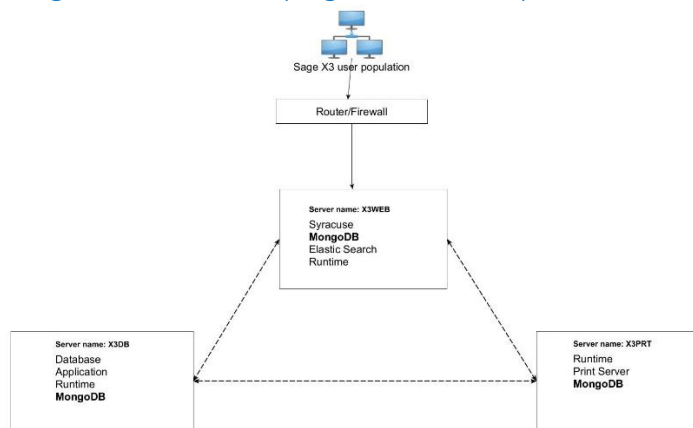 Sage X3 user population
Router/Firewall
Server name: X3WEB
Syracuse
MongoDB
Elastic Search
Runtime
Server name: X3DB
Database
Application
Runtime
MongoDB
Server name: X3PRT
Runtime
Print Server
MongoDB